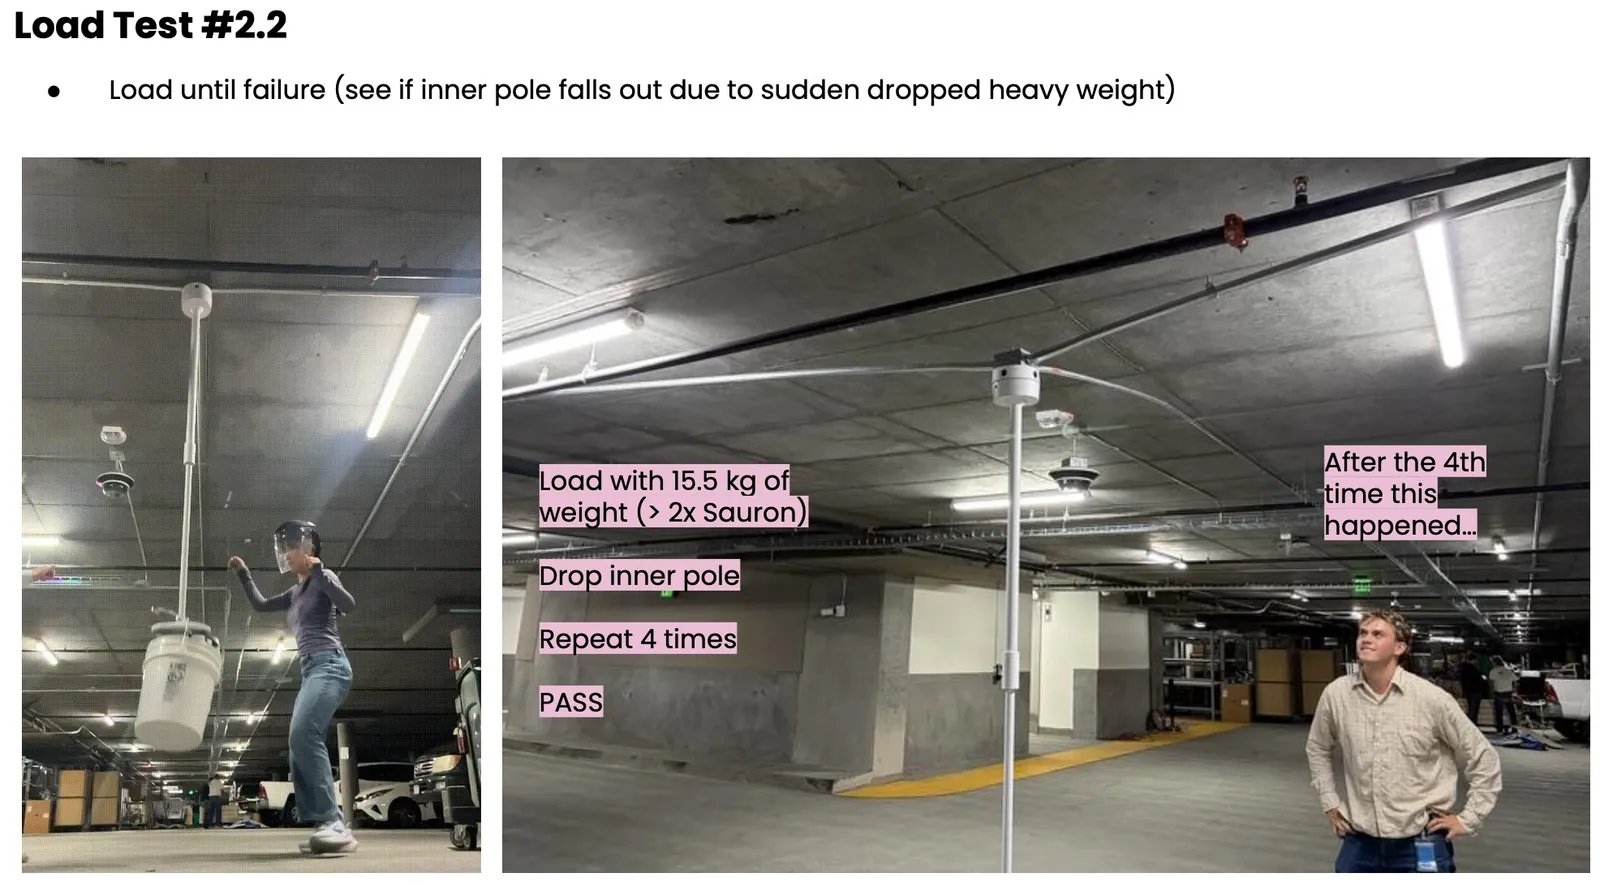 Load Test #2.2
● Load until failure (see if inner pole falls out due to sudden dropped heavy weight)
Load with 15.5 kg of
weight (> 2x Sauron)
Drop inner pole
Repeat 4 times
PASS
After the 4th
time this
happened...